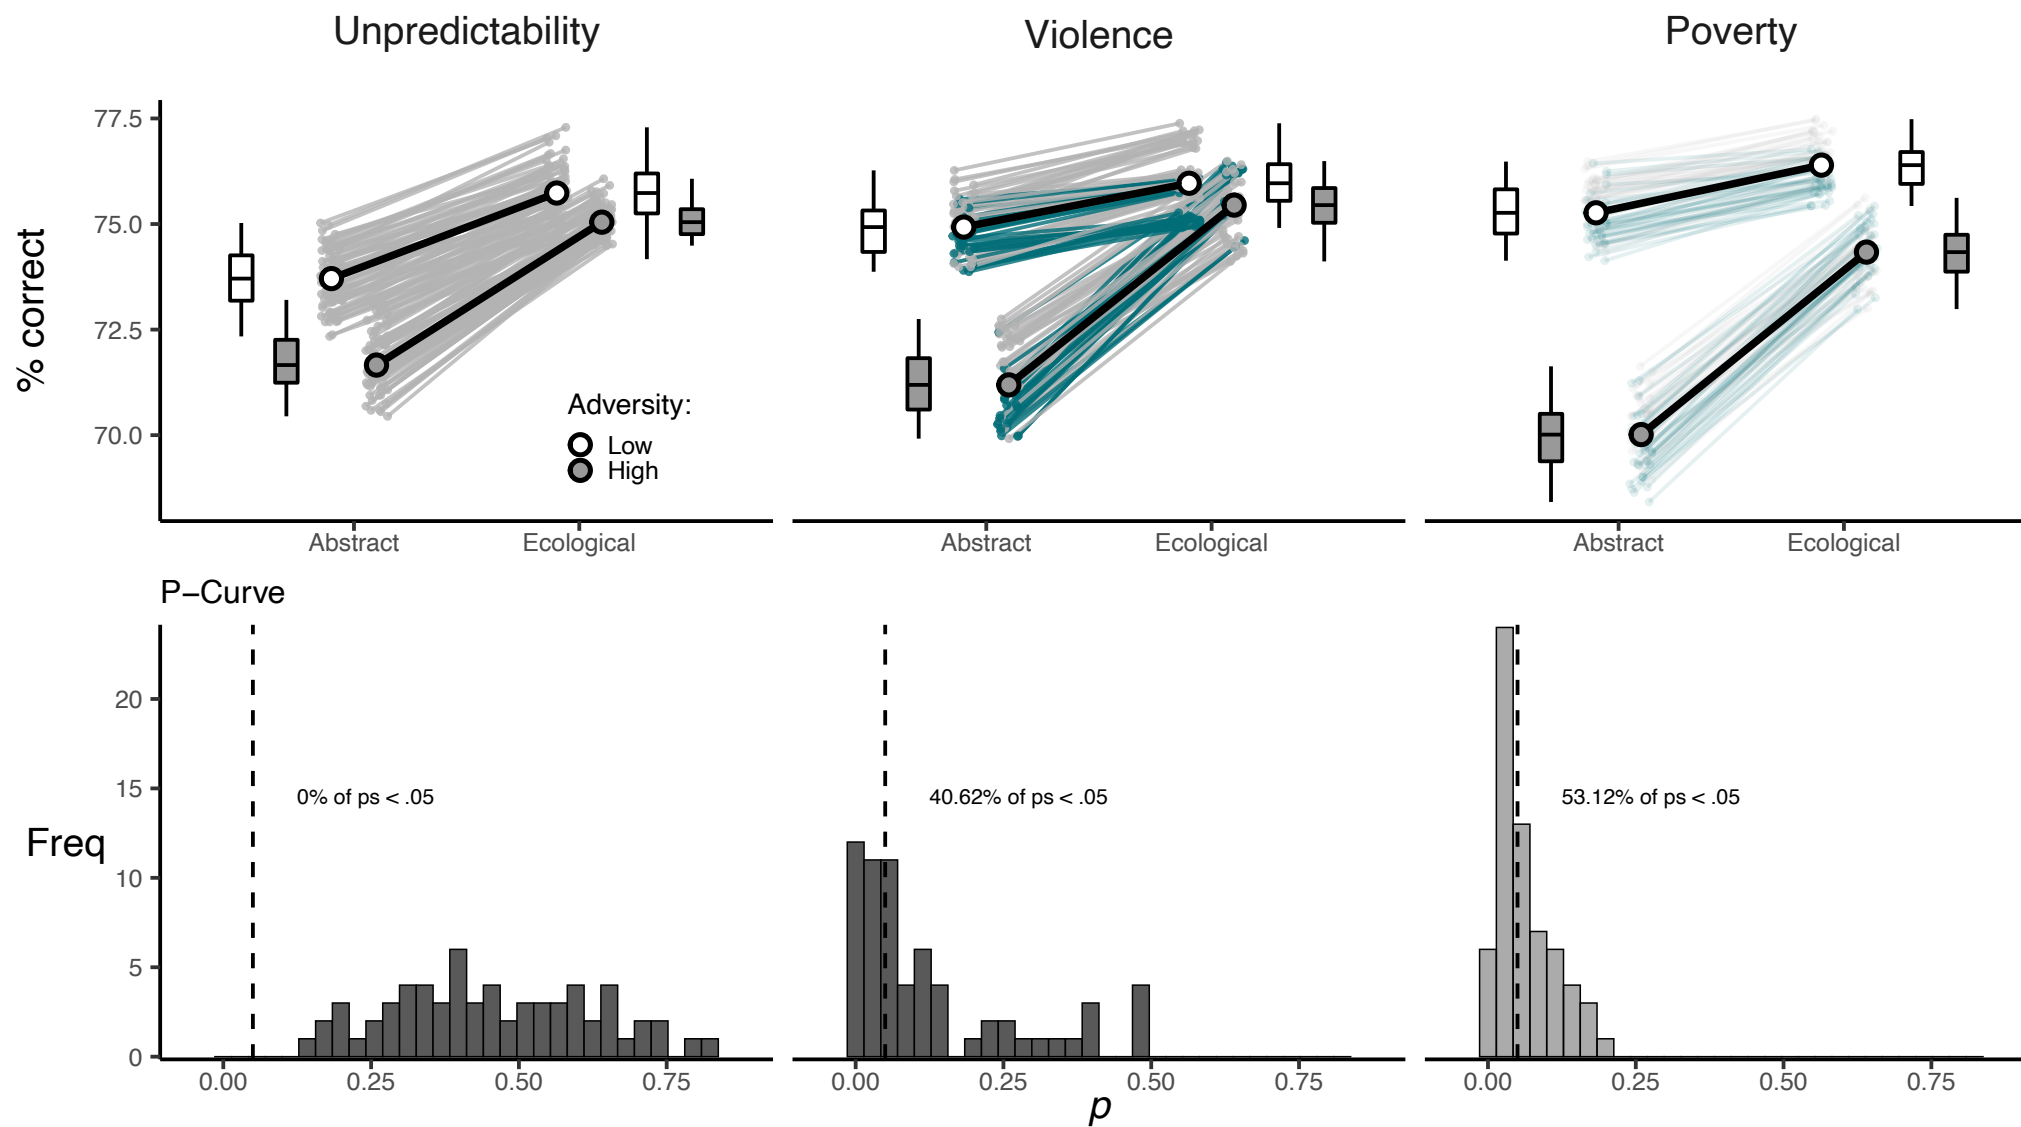 Unpredictability
Violence
Poverty
% correct
77.5
75.0
72.5
70.0
Adversity:
Low
High
Abstract
Ecological
Abstract
Ecological
Abstract
Ecological
P−Curve
Freq
20
15
10
5
0
0% of ps < .05
40.62% of ps < .05
53.12% of ps < .05
0.00
0.25
0.50
0.75
0.00
0.25
0.50
0.75
0.00
0.25
0.50
0.75
p